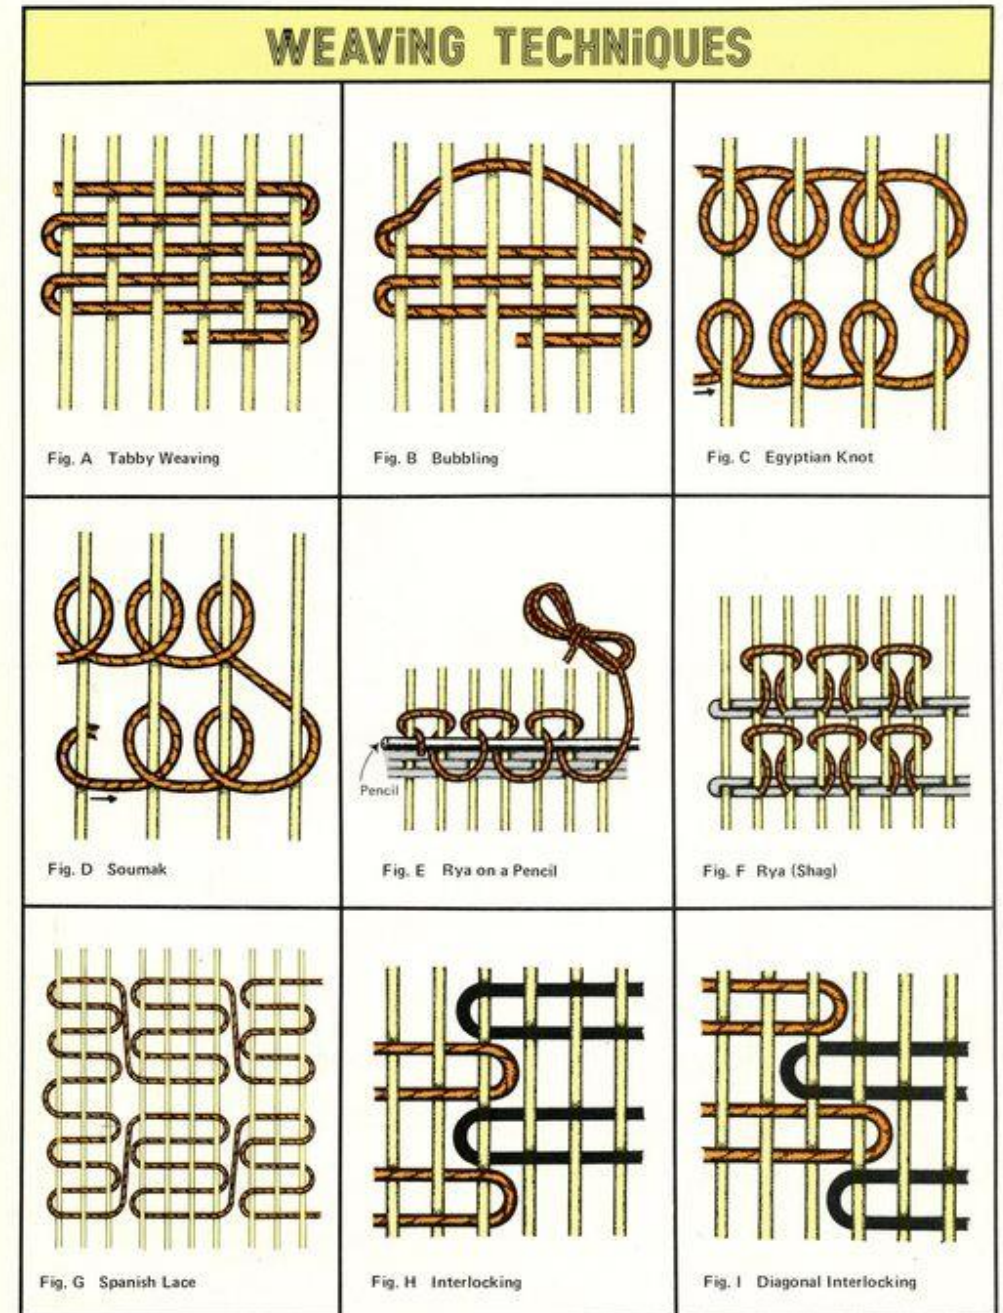 WEAViNG TECHNiQUES
Fig. A Tabby Weaving
Fig. B Bubbling
Fig. C Egyptian Knot
Fig. D Soumak
Pencil
Fig. E Rya on a Pencil
Fig. F Rya (Shag)
Fig. G Spanish Lace
Fig. H Interlocking
Fig. I Diagonal Interlocking